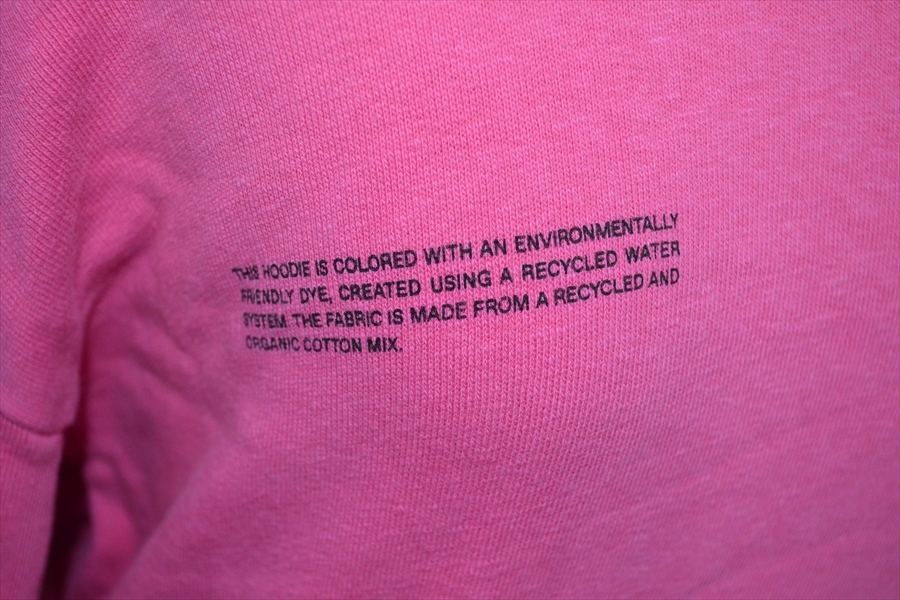 THIS HOODIE IS COLORED WITH AN ENVIRONMENTALLY
FRIENDLY DYE, CREATED USING A RECYCLED WATER
SYSTEM. THE FABRIC IS MADE FROM A RECYCLED AND
ORGANIC COTTON MIX.